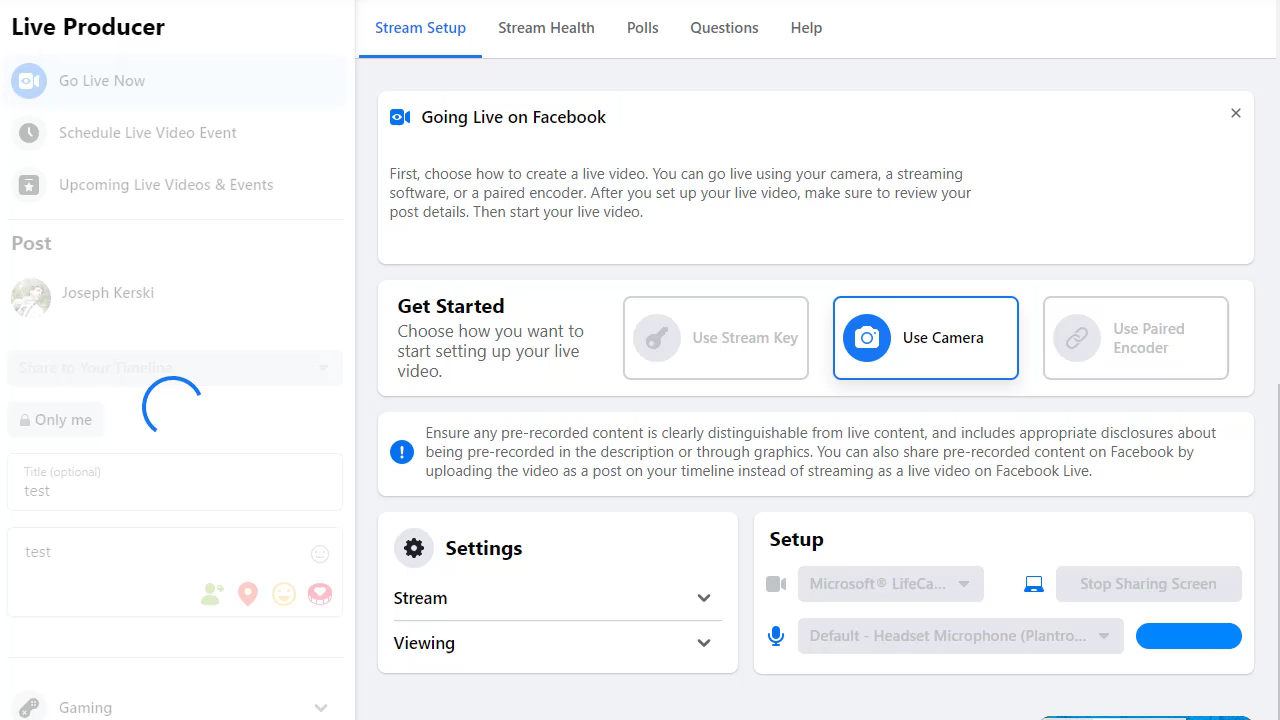 Live Producer
Go Live Now
Schedule Live Video Event
Upcoming Live Videos & Events
Post
Joseph Kerski
Share to Your Timeline
Only me
Title (optional)
test
test
Gaming
Stream Setup
Stream Health
Polls
Questions
Help
Going Live on Facebook
First, choose how to create a live video. You can go live using your camera, a streaming
software, or a paired encoder. After you set up your live video, make sure to review your
post details. Then start your live video.
Get Started
Choose how you want to
start setting up your live
video.
Use Stream Key
Use Camera
Use Paired
Encoder
Ensure any pre-recorded content is clearly distinguishable from live content, and includes appropriate disclosures about
being pre-recorded in the description or through graphics. You can also share pre-recorded content on Facebook by
uploading the video as a post on your timeline instead of streaming as a live video on Facebook Live.
Settings
Stream
Viewing
Setup
Microsoft® LifeCa...
Stop Sharing Screen
Default - Headset Microphone (Plantro...